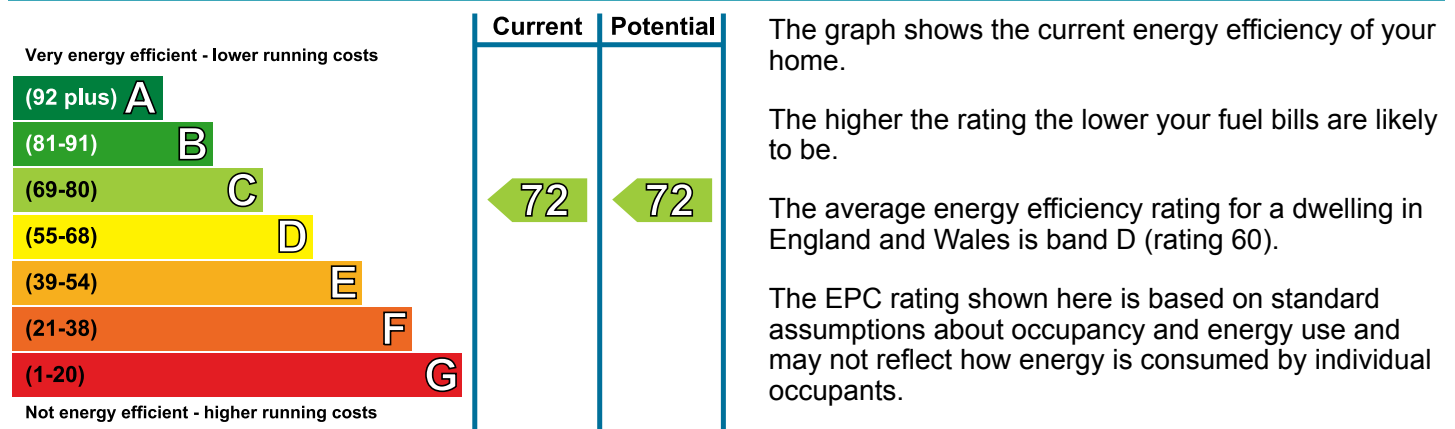 Current Potential
Very energy efficient - lower running costs
(92 plus) A
(81-91) B
(69-80) C
72 72
(55-68) D
(39-54) E
(21-38) F
(1-20) G
Not energy efficient - higher running costs
The graph shows the current energy efficiency of your
home.
The higher the rating the lower your fuel bills are likely
to be.
The average energy efficiency rating for a dwelling in
England and Wales is band D (rating 60).
The EPC rating shown here is based on standard
assumptions about occupancy and energy use and
may not reflect how energy is consumed by individual
occupants.